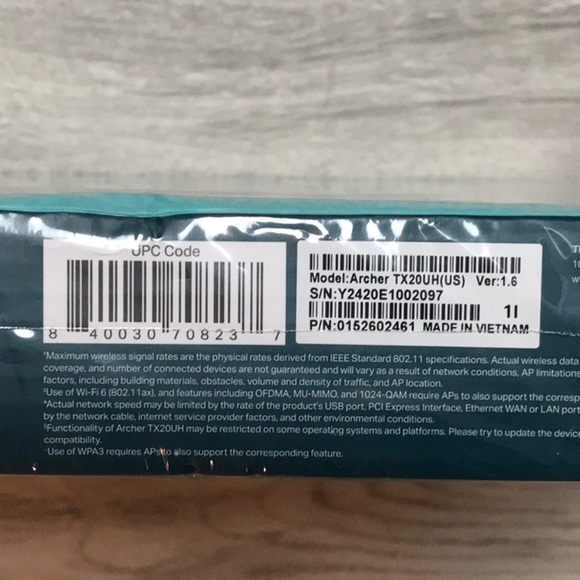 UPC Code
8 40030 70823 7
Model:Archer TX20UH(US) Ver:1.6
S/N:Y2420E1002097
1I
P/N:0152602461 MADE IN VIETNAM
Maximum wireless signal rates are the physical rates derived from IEEE Standard 802.11 specifications. Actual wireless data
coverage, and number of connected devices are not guaranteed and will vary as a result of network conditions, AP limitations
factors, including building materials, obstacles, volume and density of traffic, and AP location.
Use of Wi-Fi 6 (802.11ax), and features including OFDMA, MU-MIMO, and 1024-QAM require APs to also support the corresp
Actual network speed may be limited by the rate of the product's USB port, PCI Express Interface, Ethernet WAN or LAN port
by the network cable, internet service provider factors, and other environmental conditions.
Functionality of Archer TX20UH may be restricted on some operating systems and platforms. Please try to update the device
compatibility.
Use of WPA3 requires APs to also support the corresponding feature.